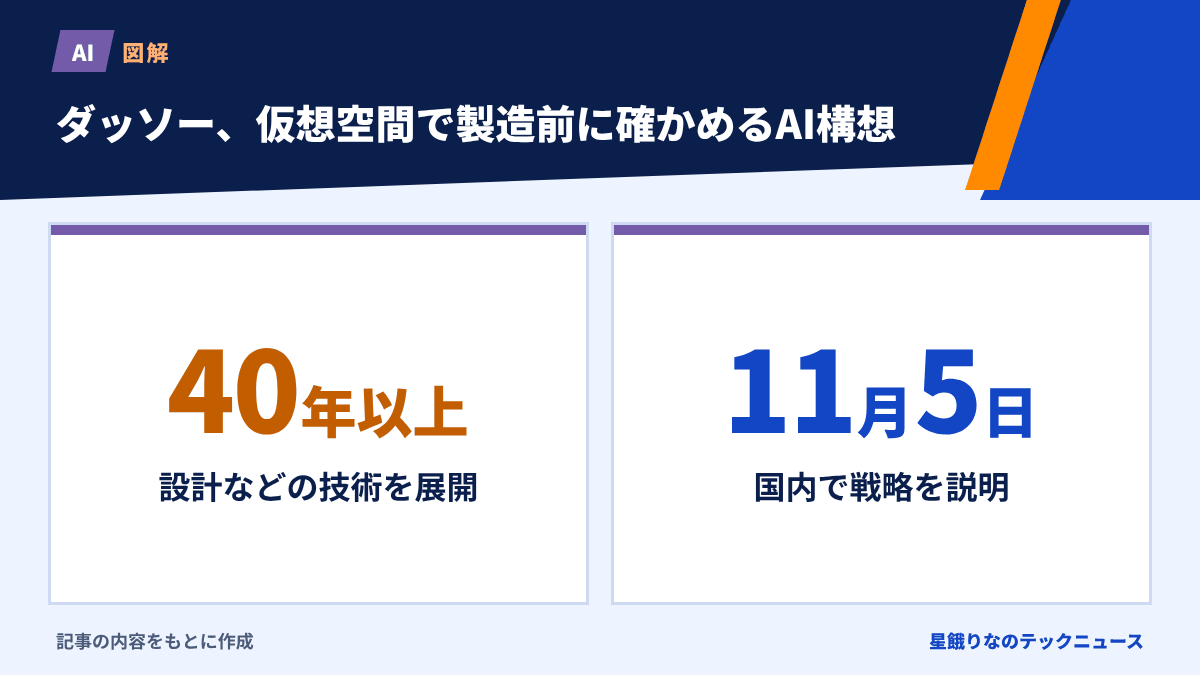 AI 図解
ダッソー、仮想空間で製造前に確かめるAI構想
40年以上
設計などの技術を展開
11月5日
国内で戦略を説明
記事の内容をもとに作成
星餓りなのテックニュース